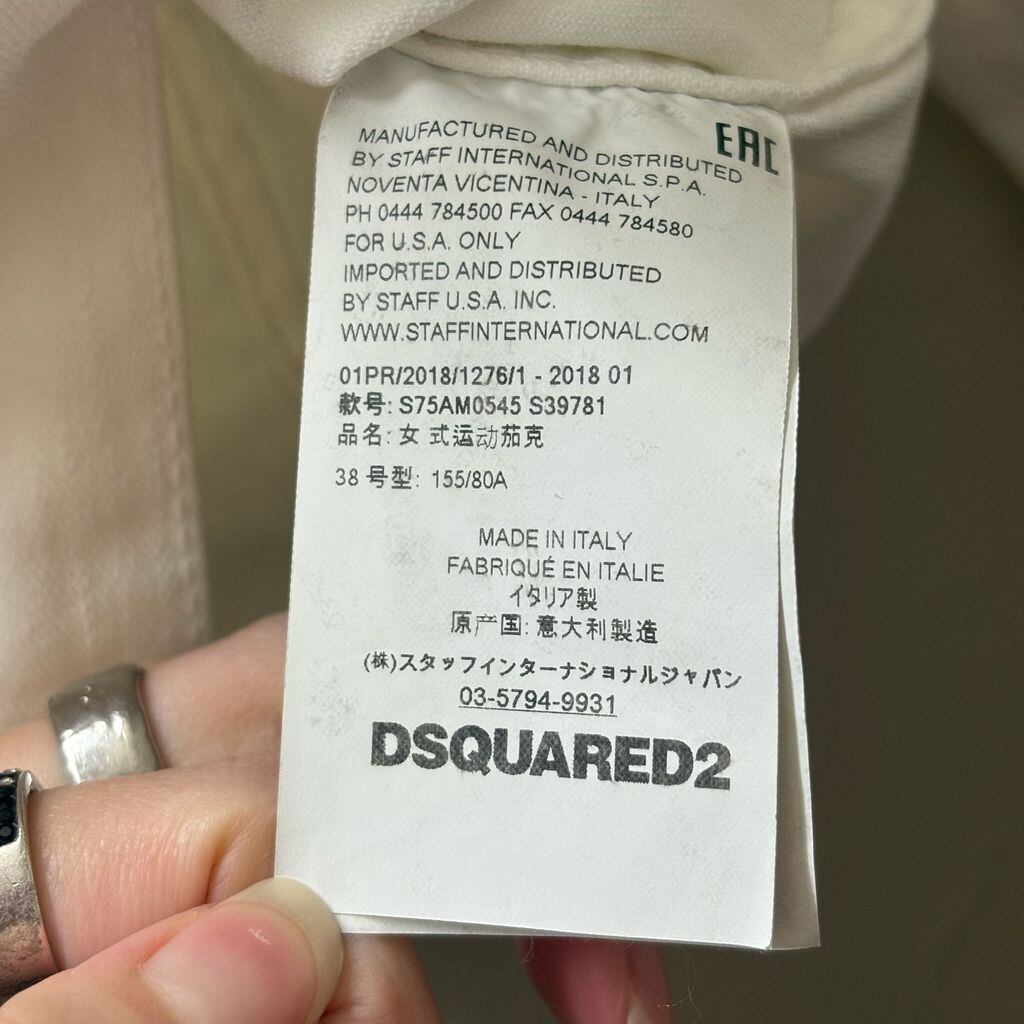 EAC
MANUFACTURED AND DISTRIBUTED
BY STAFF INTERNATIONAL S.P.A.
NOVENTA VICENTINA - ITALY
PH 0444 784500 FAX 0444 784580
FOR U.S.A. ONLY
IMPORTED AND DISTRIBUTED
BY STAFF U.S.A. INC.
WWW.STAFFINTERNATIONAL.COM
01PR/2018/1276/1 - 2018 01
款号: S75AM0545 S39781
品名: 女 式运动茄克
38 号型: 155/80A
MADE IN ITALY
FABRIQUÉ EN ITALIE
イタリア製
原产国: 意大利製造
(株)スタッフインターナショナルジャパン
03-5794-9931
DSQUARED2